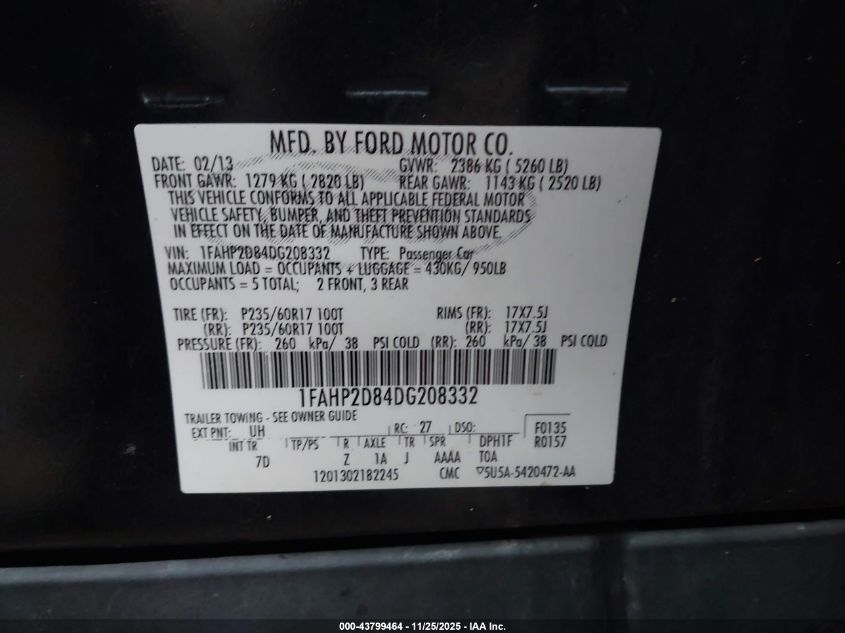 MFD. BY FORD MOTOR CO.
DATE: 02/13 GVWR: 2386 KG ( 5260 LB)
FRONT GAWR: 1279 KG ( 2820 LB) REAR GAWR: 1143 KG ( 2520 LB)
THIS VEHICLE CONFORMS TO ALL APPLICABLE FEDERAL MOTOR
VEHICLE SAFETY, BUMPER, AND THEFT PREVENTION STANDARDS
IN EFFECT ON THE DATE OF MANUFACTURE SHOWN ABOVE.
VIN: 1FAHP2D84DG208332 TYPE: Passenger Car
MAXIMUM LOAD = OCCUPANTS + LUGGAGE = 430KG/ 950LB
OCCUPANTS = 5 TOTAL; 2 FRONT, 3 REAR
TIRE (FR): P235/60R17 100T RIMS (FR): 17X7.5J
(RR): P235/60R17 100T (RR): 17X7.5J
PRESSURE (FR): 260 kPa/ 38 PSI COLD (RR): 260 kPa/ 38 PSI COLD
1FAHP2D84DG208332
TRAILER TOWING - SEE OWNER GUIDE
EXT PNT: UH RC: 27 DSO: F0135
INT TR TP/PS R AXLE TR SPR DPH1F R0157
7D Z 1A J AAAA TOA
1201302182245 CMC ▽5U5A-5420472-AA
000-43799464 | 11/25/2025 - IAA Inc.